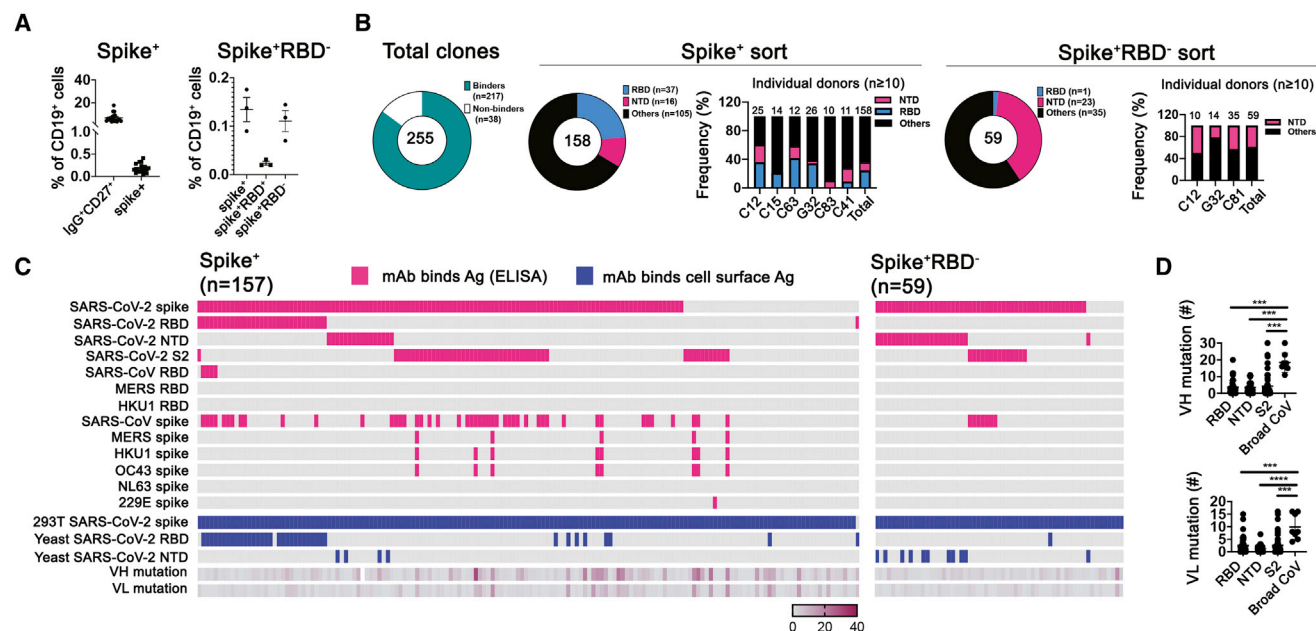 A
Spike+
% of CD19+ cells
40
20
0
1.0
0.5
0.0
IgG+CD27+
spike+
Spike+RBD-
% of CD19+ cells
0.2
0.1
0.0
spike+
spike+RBD+
spike+RBD-
B
Total clones
255
Binders
(n=217)
Non-binders
(n=38)
Spike+ sort
158
RBD (n=37)
NTD (n=16)
Others (n=105)
Individual donors (n≥10)
Frequency (%)
100
80
40
0
25 14 12 26 10 11 158
C12 C15 C63 G32 C83 C41 Total
NTD
RBD
Others
Spike+RBD- sort
59
RBD (n=1)
NTD (n=23)
Others (n=35)
Individual donors (n≥10)
Frequency (%)
100
80
40
0
10 14 35 59
C12 G32 C81 Total
NTD
Others
C
Spike+
(n=157)
mAb binds Ag (ELISA)
mAb binds cell surface Ag
Spike+RBD-
(n=59)
SARS-CoV-2 spike
SARS-CoV-2 RBD
SARS-CoV-2 NTD
SARS-CoV-2 S2
SARS-CoV RBD
MERS RBD
HKU1 RBD
SARS-CoV spike
MERS spike
HKU1 spike
OC43 spike
NL63 spike
229E spike
293T SARS-CoV-2 spike
Yeast SARS-CoV-2 RBD
Yeast SARS-CoV-2 NTD
VH mutation
VL mutation
0 20 40
D
VH mutation (#)
***
***
***
30
20
10
0
RBD NTD S2 Broad CoV
VL mutation (#)
***
****
***
20
15
10
5
0
RBD NTD S2 Broad CoV